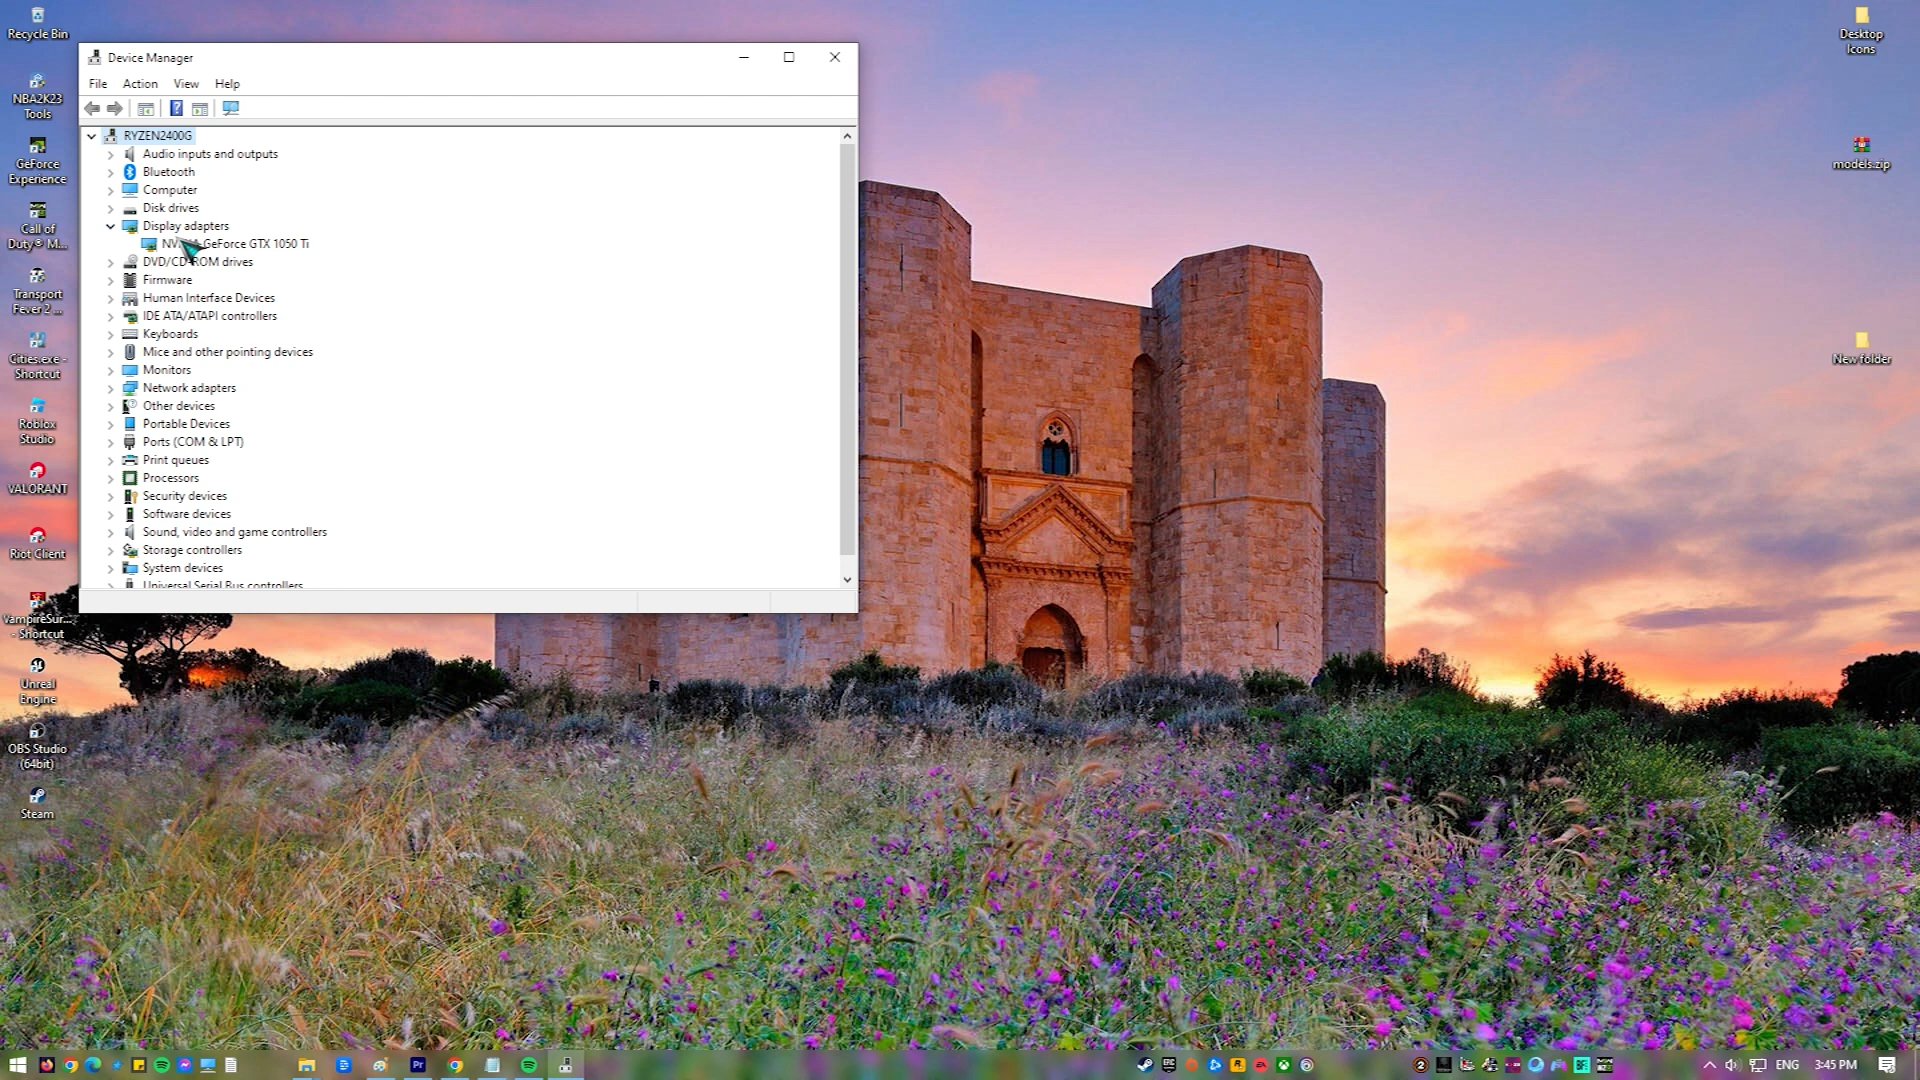 Recycle Bin
NBA2K23
Tools
GeForce
Experience
Call of
Duty® M...
Transport
Fever 2 ...
Cities.exe -
Shortcut
Roblox
Studio
VALORANT
Riot Client
VampireSur...
- Shortcut
Unreal
Engine
OBS Studio
(64bit)
Steam
Device Manager
File Action View Help
RYZEN2400G
Audio inputs and outputs
Bluetooth
Computer
Disk drives
Display adapters
GeForce GTX 1050 Ti
DVD/CD-ROM drives
Firmware
Human Interface Devices
IDE ATA/ATAPI controllers
Keyboards
Mice and other pointing devices
Monitors
Network adapters
Other devices
Portable Devices
Ports (COM & LPT)
Print queues
Processors
Security devices
Software devices
Sound, video and game controllers
Storage controllers
System devices
Universal Serial Bus controllers
Desktop
Icons
models.zip
New folder
Pr
ENG
3:45 PM